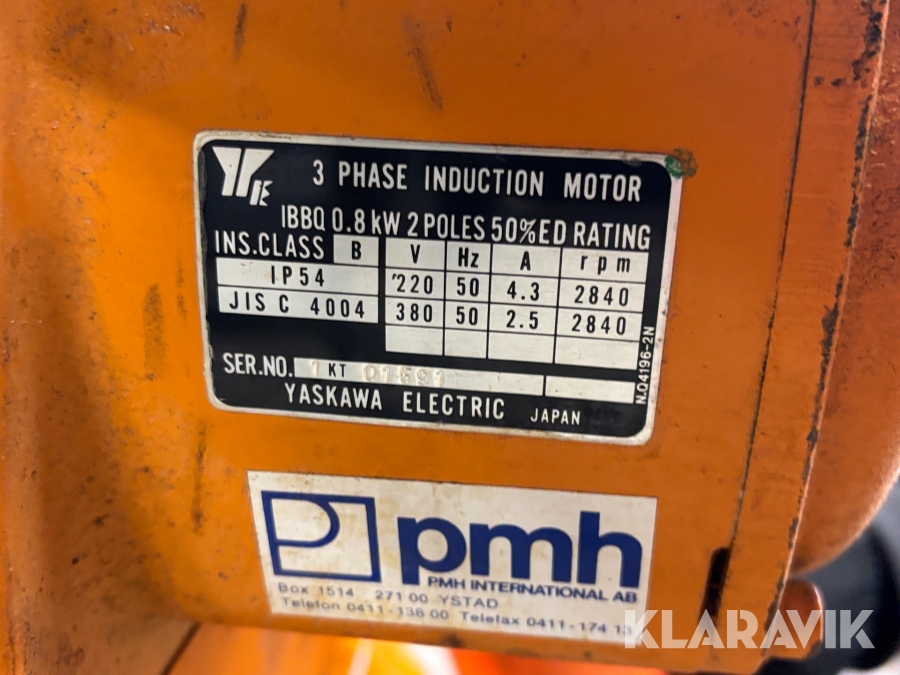 3 PHASE INDUCTION MOTOR
IBBQ 0.8 kW 2 POLES 50%ED RATING
INS.CLASS B
IP54
JIS C 4004
V Hz A rpm
220 50 4.3 2840
380 50 2.5 2840
SER.NO. 1 KT
YASKAWA ELECTRIC JAPAN
N.Q4196-2N
pmh
PMH INTERNATIONAL AB
Box 1514 271 00 YSTAD
Telefon 0411-138 00 Telefax 0411-174
KLARAVIK